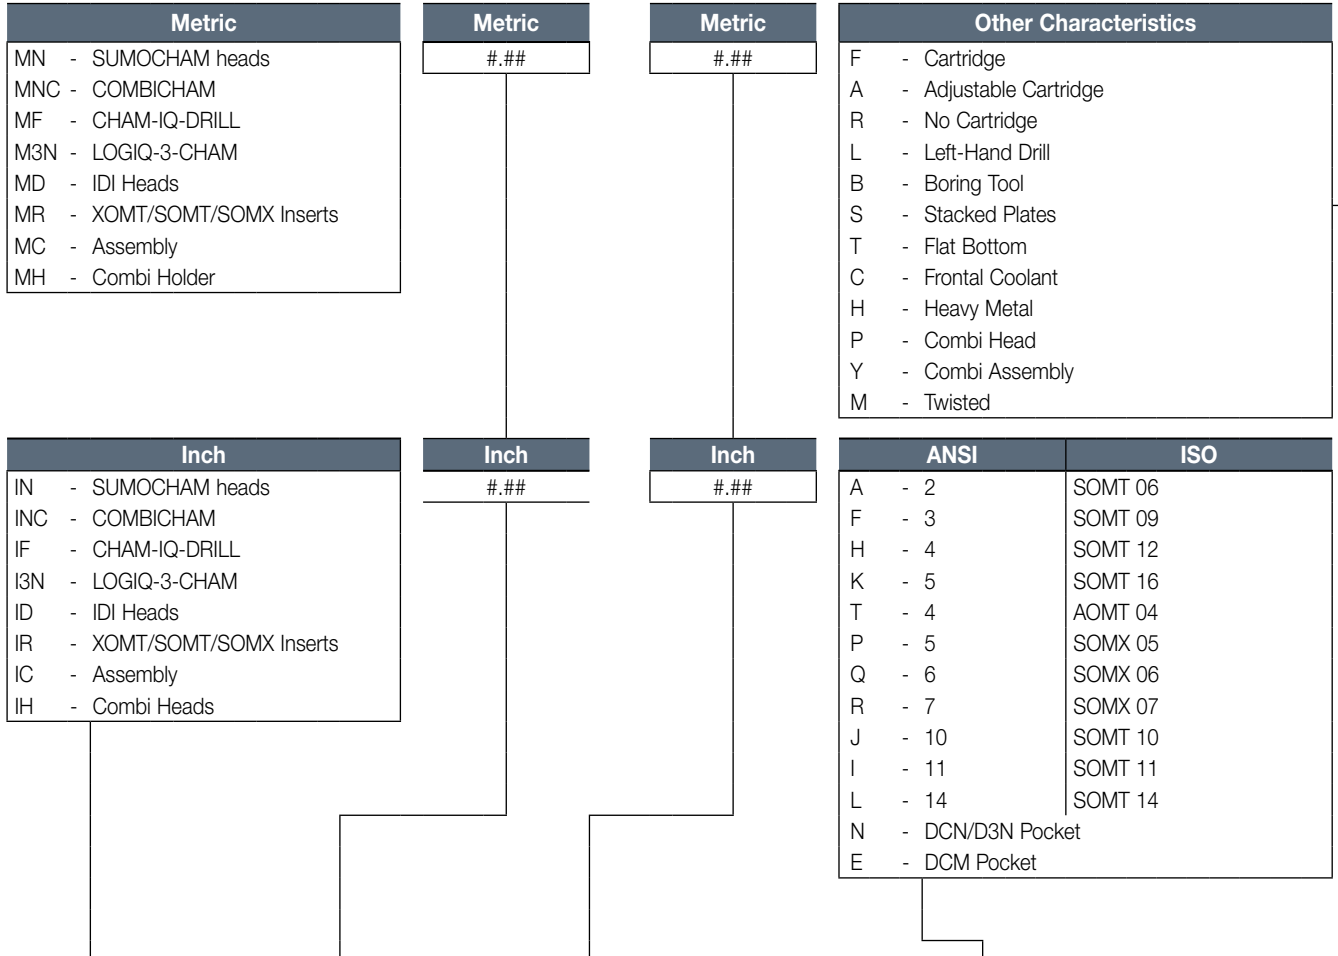 Metric
MN - SUMOCHAM heads
MNC - COMBICHAM
MF - CHAM-IQ-DRILL
M3N - LOGIQ-3-CHAM
MD - IDI Heads
MR - XOMT/SOMT/SOMX Inserts
MC - Assembly
MH - Combi Holder
Metric
#.##
Metric
#.##
Other Characteristics
F - Cartridge
A - Adjustable Cartridge
R - No Cartridge
L - Left-Hand Drill
B - Boring Tool
S - Stacked Plates
T - Flat Bottom
C - Frontal Coolant
H - Heavy Metal
P - Combi Head
Y - Combi Assembly
M - Twisted
Inch
IN - SUMOCHAM heads
INC - COMBICHAM
IF - CHAM-IQ-DRILL
I3N - LOGIQ-3-CHAM
ID - IDI Heads
IR - XOMT/SOMT/SOMX Inserts
IC - Assembly
IH - Combi Heads
Inch
#.##
Inch
#.##
ANSI ISO
A - 2 SOMT 06
F - 3 SOMT 09
H - 4 SOMT 12
K - 5 SOMT 16
T - 4 AOMT 04
P - 5 SOMX 05
Q - 6 SOMX 06
R - 7 SOMX 07
J - 10 SOMT 10
I - 11 SOMT 11
L - 14 SOMT 14
N - DCN/D3N Pocket
E - DCM Pocket